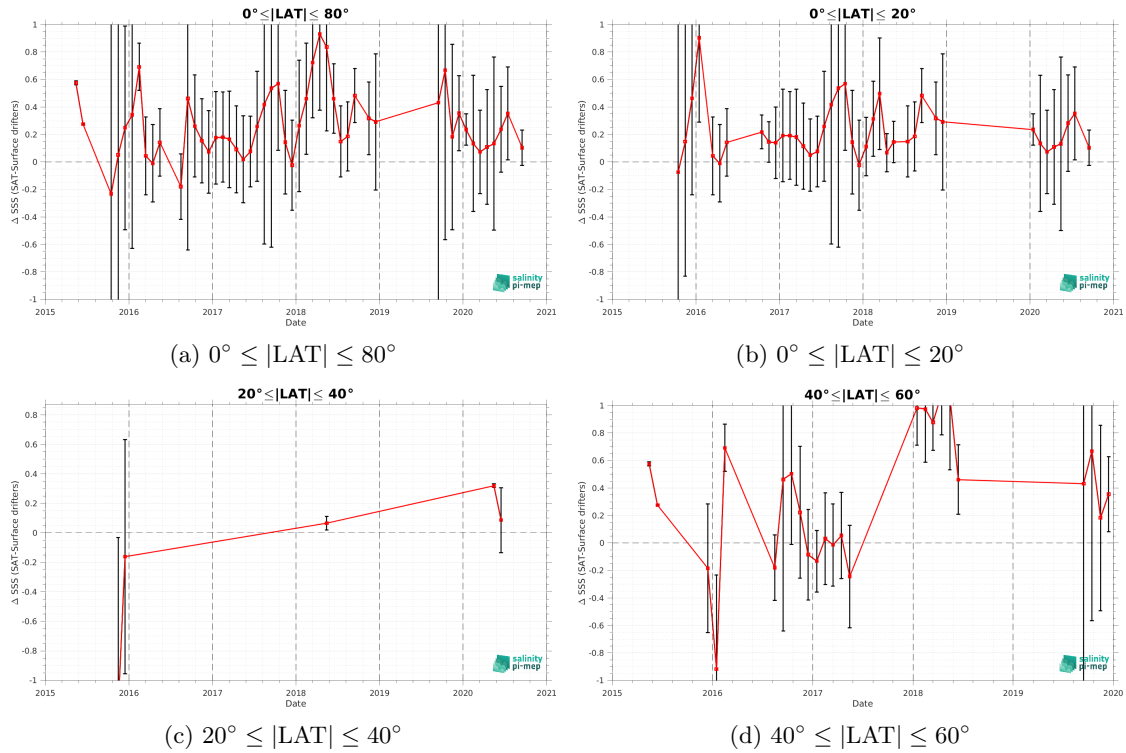 0°≤|LAT|≤ 80°
Δ SSS (SAT-Surface drifters)
1
0.8
0.6
0.4
0.2
0
-0.2
-0.4
-0.6
-0.8
-1
2015
2016
2017
2018
2019
2020
2021
Date
salinity
pi-mep
(a) 0° ≤ |LAT| ≤ 80°
0°≤|LAT|≤ 20°
Δ SSS (SAT-Surface drifters)
1
0.8
0.6
0.4
0.2
0
-0.2
-0.4
-0.6
-0.8
-1
2015
2016
2017
2018
2019
2020
2021
Date
salinity
pi-mep
(b) 0° ≤ |LAT| ≤ 20°
20°≤|LAT|≤ 40°
Δ SSS (SAT-Surface drifters)
0.8
0.6
0.4
0.2
0
-0.2
-0.4
-0.6
-0.8
-1
2015
2016
2017
2018
2019
2020
2021
Date
salinity
pi-mep
(c) 20° ≤ |LAT| ≤ 40°
40°≤|LAT|≤ 60°
Δ SSS (SAT-Surface drifters)
1
0.8
0.6
0.4
0.2
0
-0.2
-0.4
-0.6
-0.8
-1
2015
2016
2017
2018
2019
2020
Date
salinity
pi-mep
(d) 40° ≤ |LAT| ≤ 60°